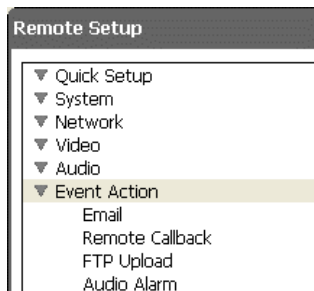 Remote Setup
Quick Setup
System
Network
Video
Audio
Event Action
Email
Remote Callback
FTP Upload
Audio Alarm